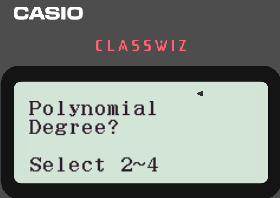 CASIO
CLASSWIZ
Polynomial
Degree?
Select 2~4